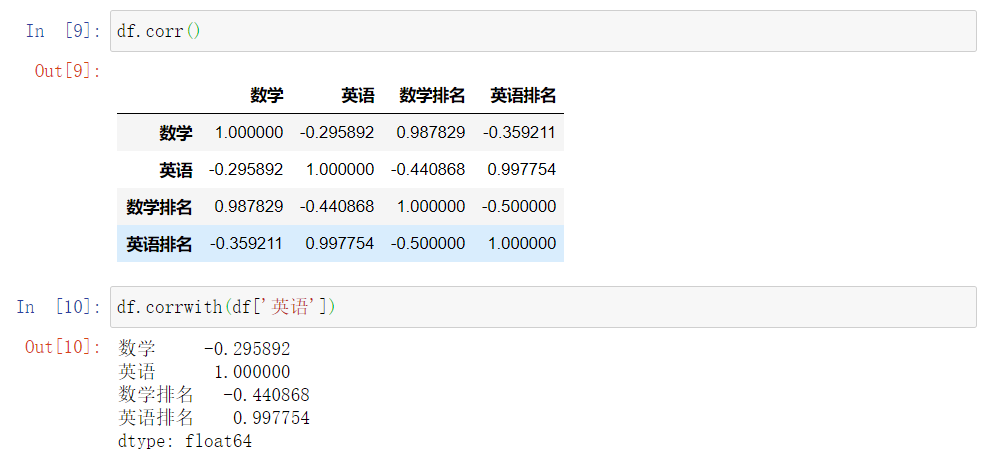 In [9]: df.corr()
Out[9]:
数学 英语 数学排名 英语排名
数学 1.000000 -0.295892 0.987829 -0.359211
英语 -0.295892 1.000000 -0.440868 0.997754
数学排名 0.987829 -0.440868 1.000000 -0.500000
英语排名 -0.359211 0.997754 -0.500000 1.000000
In [10]: df.corrwith(df['英语'])
Out[10]: 数学 -0.295892
英语 1.000000
数学排名 -0.440868
英语排名 0.997754
dtype: float64